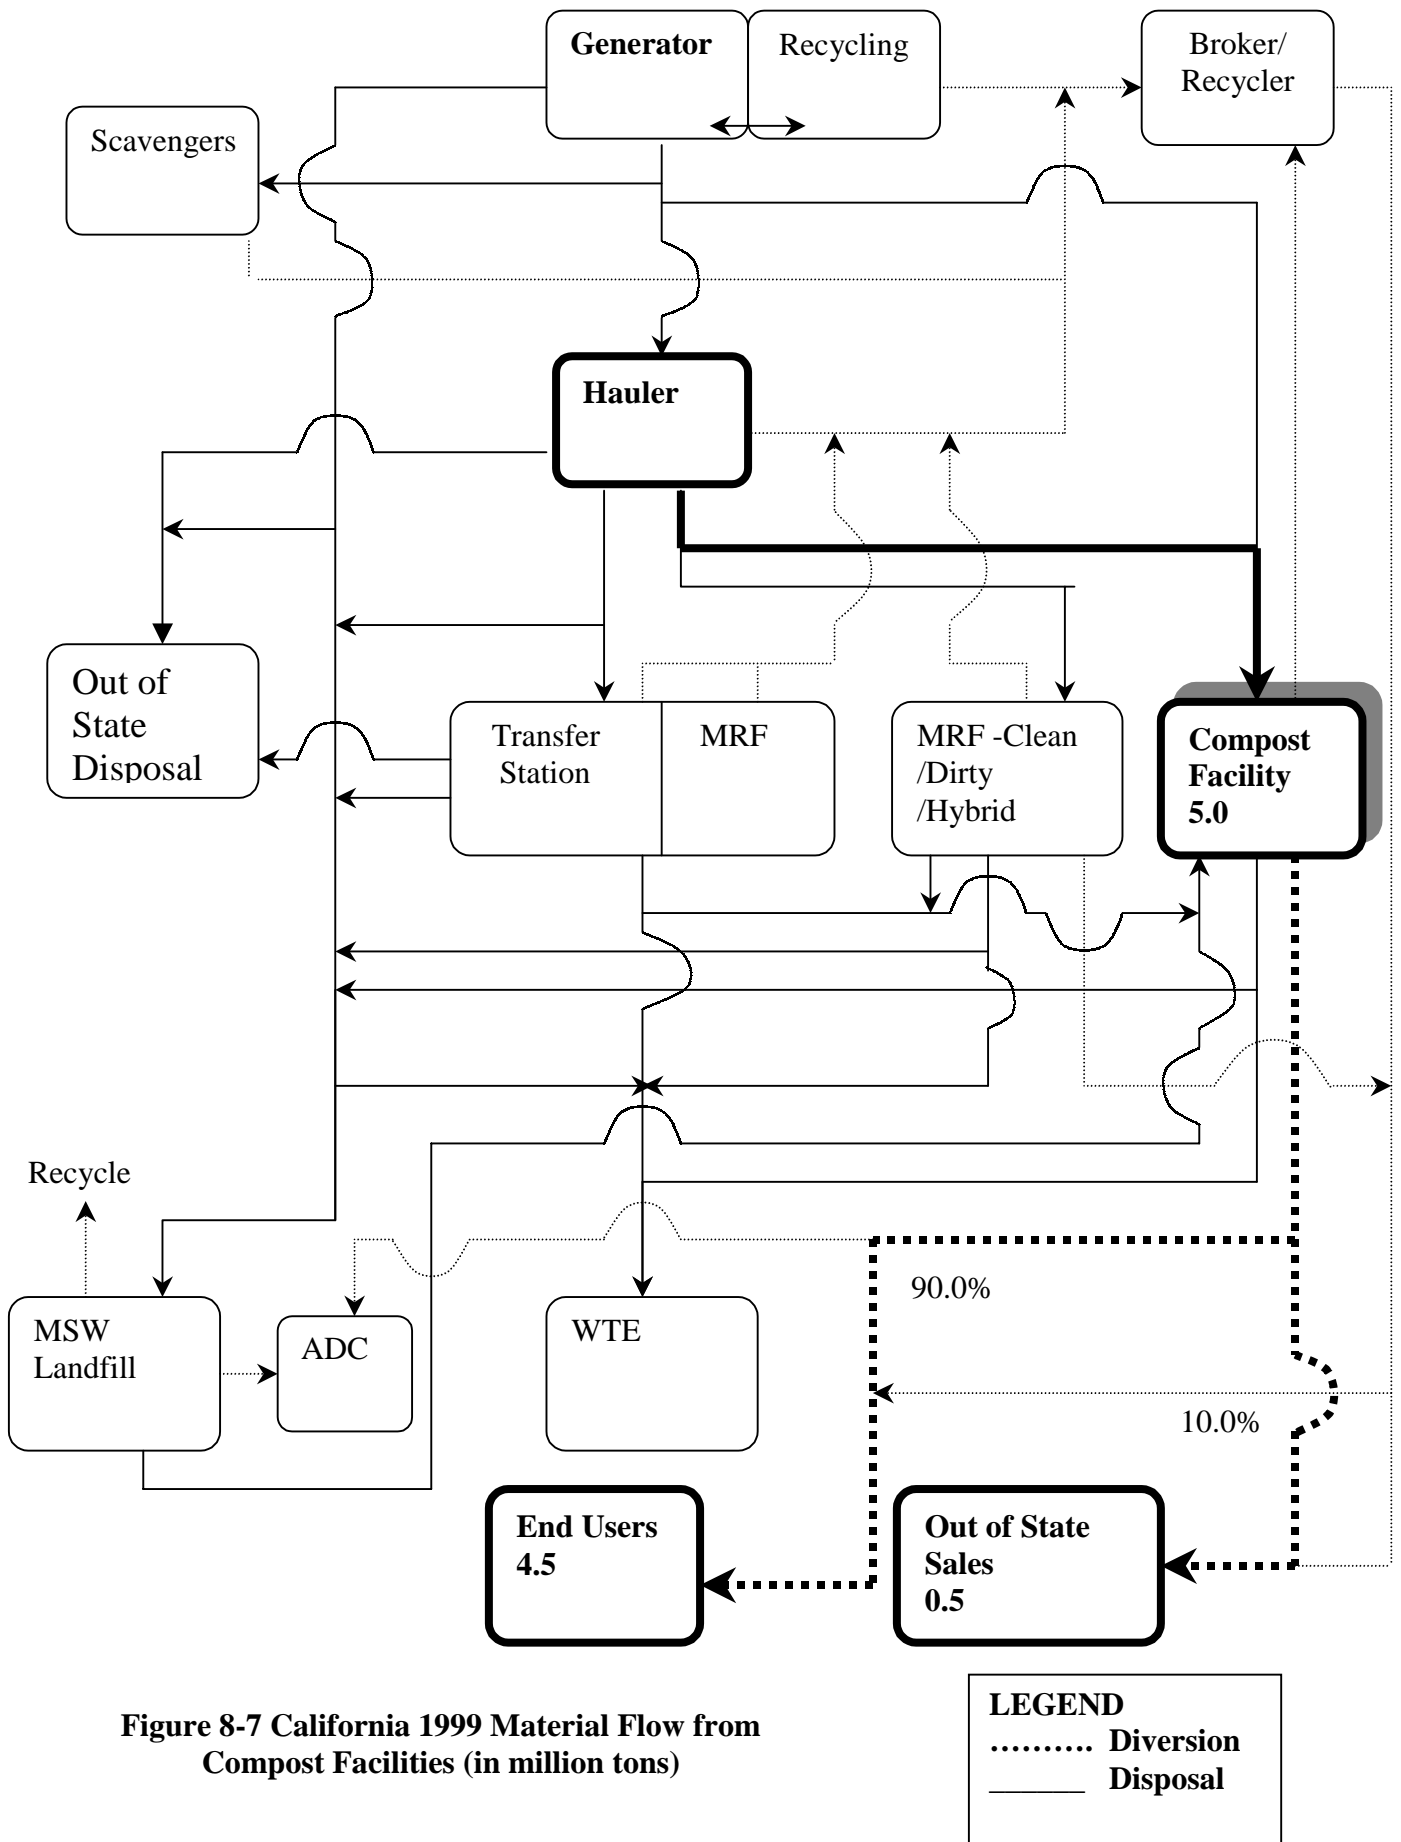 Generator
Recycling
Broker/
Recycler
Scavengers
Hauler
Out of
State
Disposal
Transfer
Station
MRF
MRF -Clean
/Dirty
/Hybrid
Compost
Facility
5.0
Recycle
90.0%
MSW
Landfill
ADC
WTE
10.0%
End Users
4.5
Out of State
Sales
0.5
LEGEND
.......... Diversion
______ Disposal
Figure 8-7 California 1999 Material Flow from
Compost Facilities (in million tons)